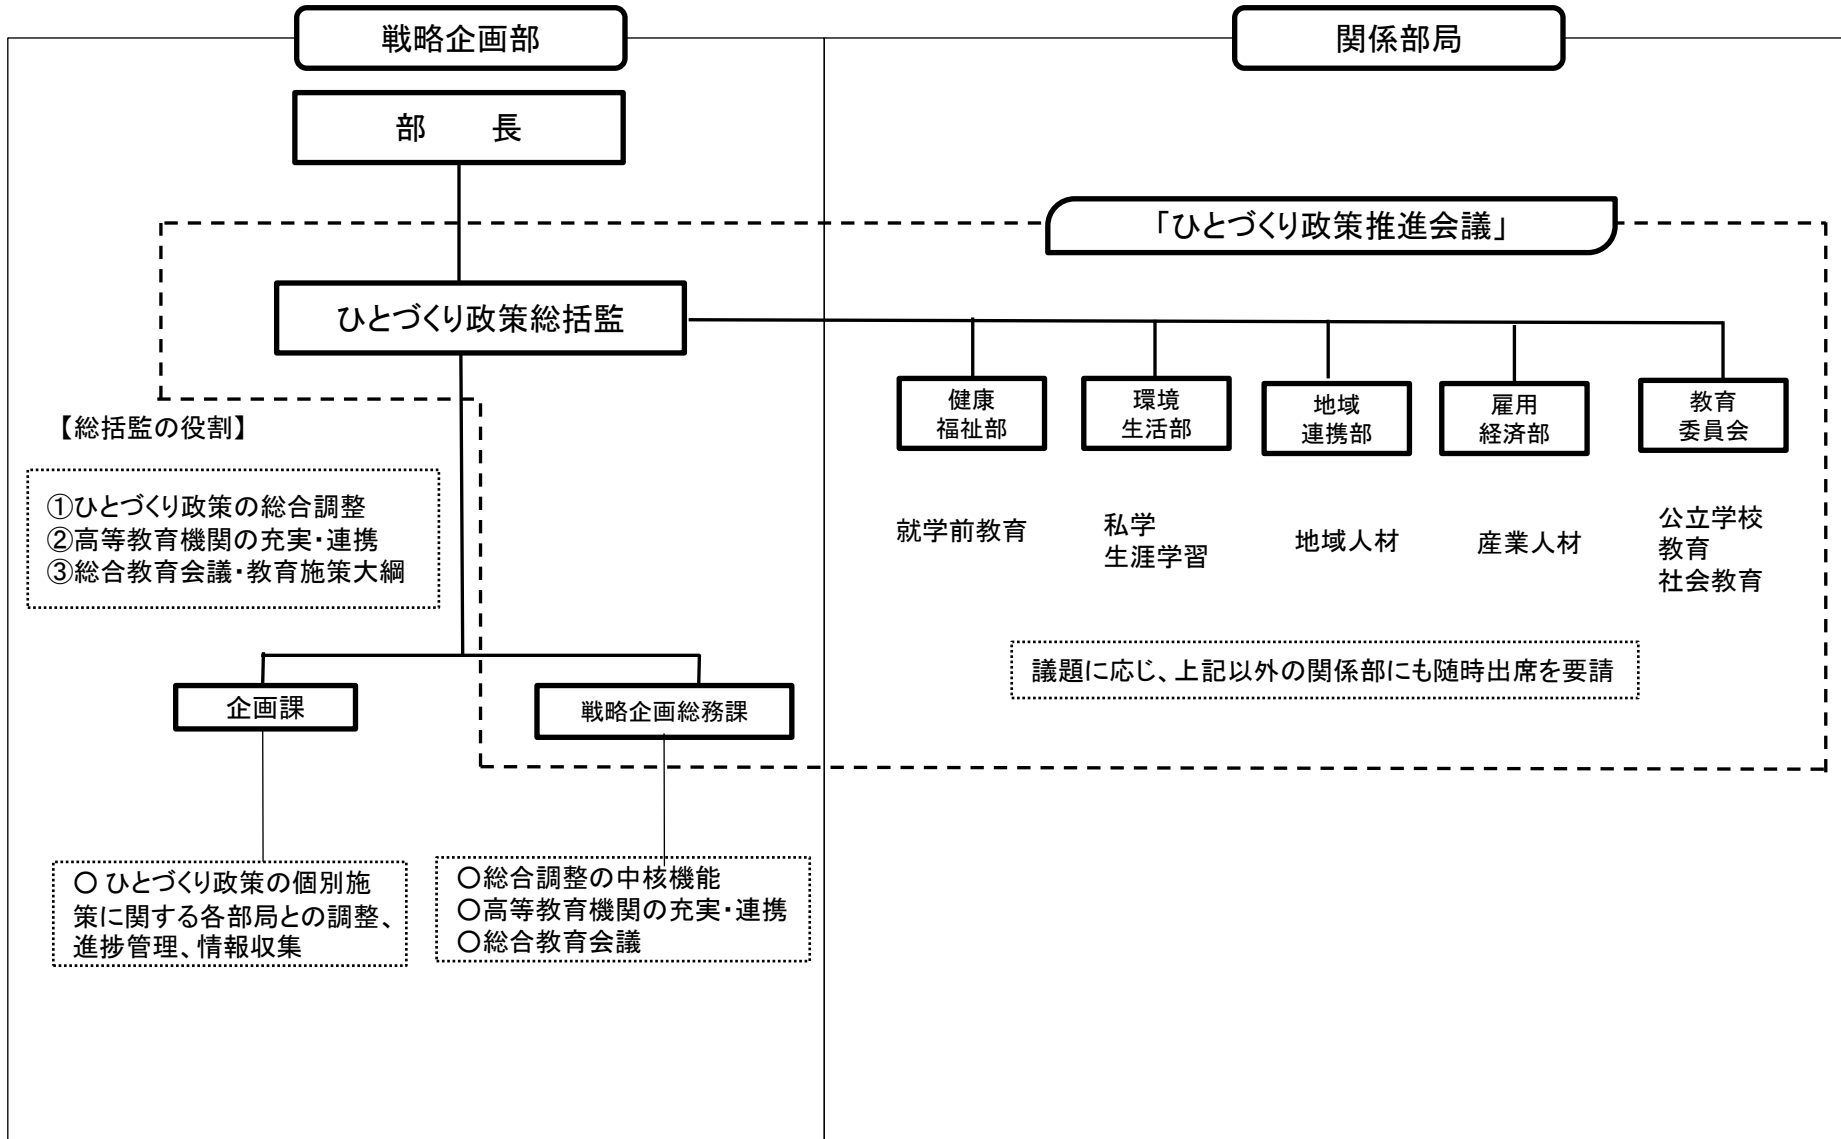 戦略企画部
関係部局
部　　長
「ひとづくり政策推進会議」
ひとづくり政策総括監
健康
福祉部
環境
生活部
地域
連携部
雇用
経済部
教育
委員会
【総括監の役割】
①ひとづくり政策の総合調整
②高等教育機関の充実・連携
③総合教育会議・教育施策大綱
就学前教育
私学
生涯学習
地域人材
産業人材
公立学校
教育
社会教育
議題に応じ、上記以外の関係部にも随時出席を要請
企画課
戦略企画総務課
○ ひとづくり政策の個別施
策に関する各部局との調整、
進捗管理、情報収集
○総合調整の中核機能
○高等教育機関の充実・連携
○総合教育会議